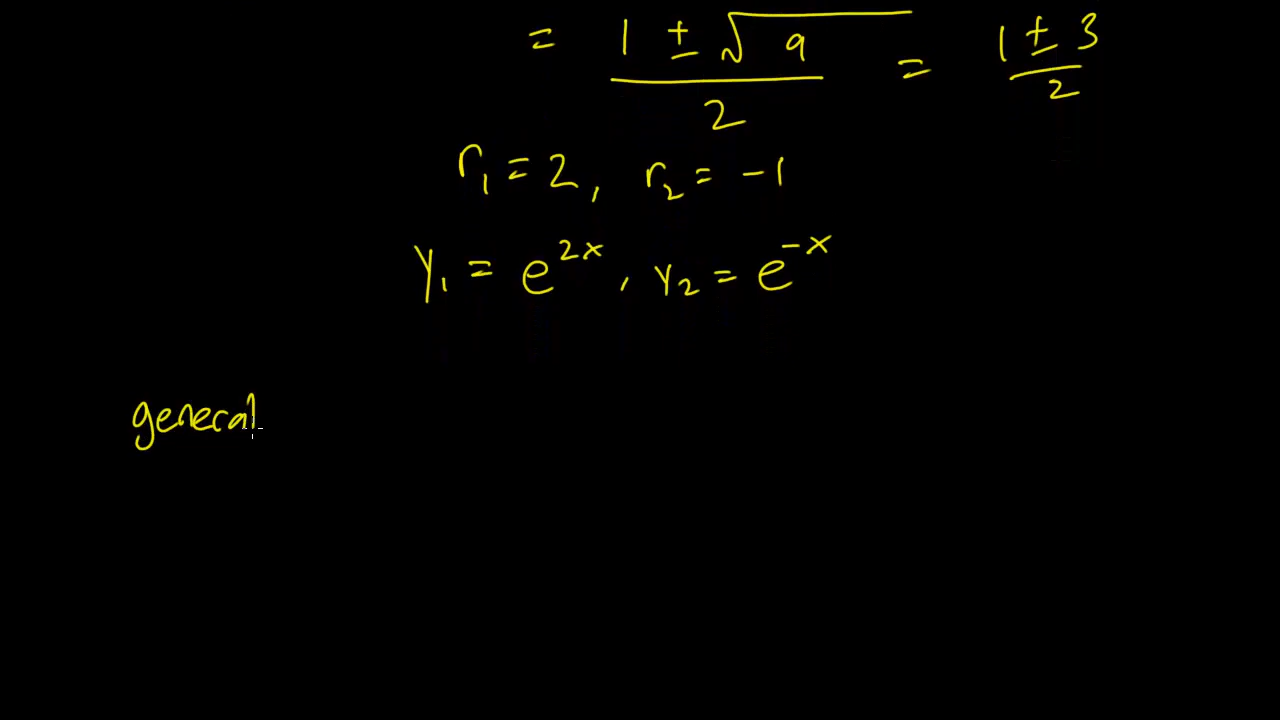 = (1 ± √9)/2 = (1 ± 3)/2
r₁ = 2, r₂ = -1
y₁ = e^(2x), y₂ = e^(-x)
general